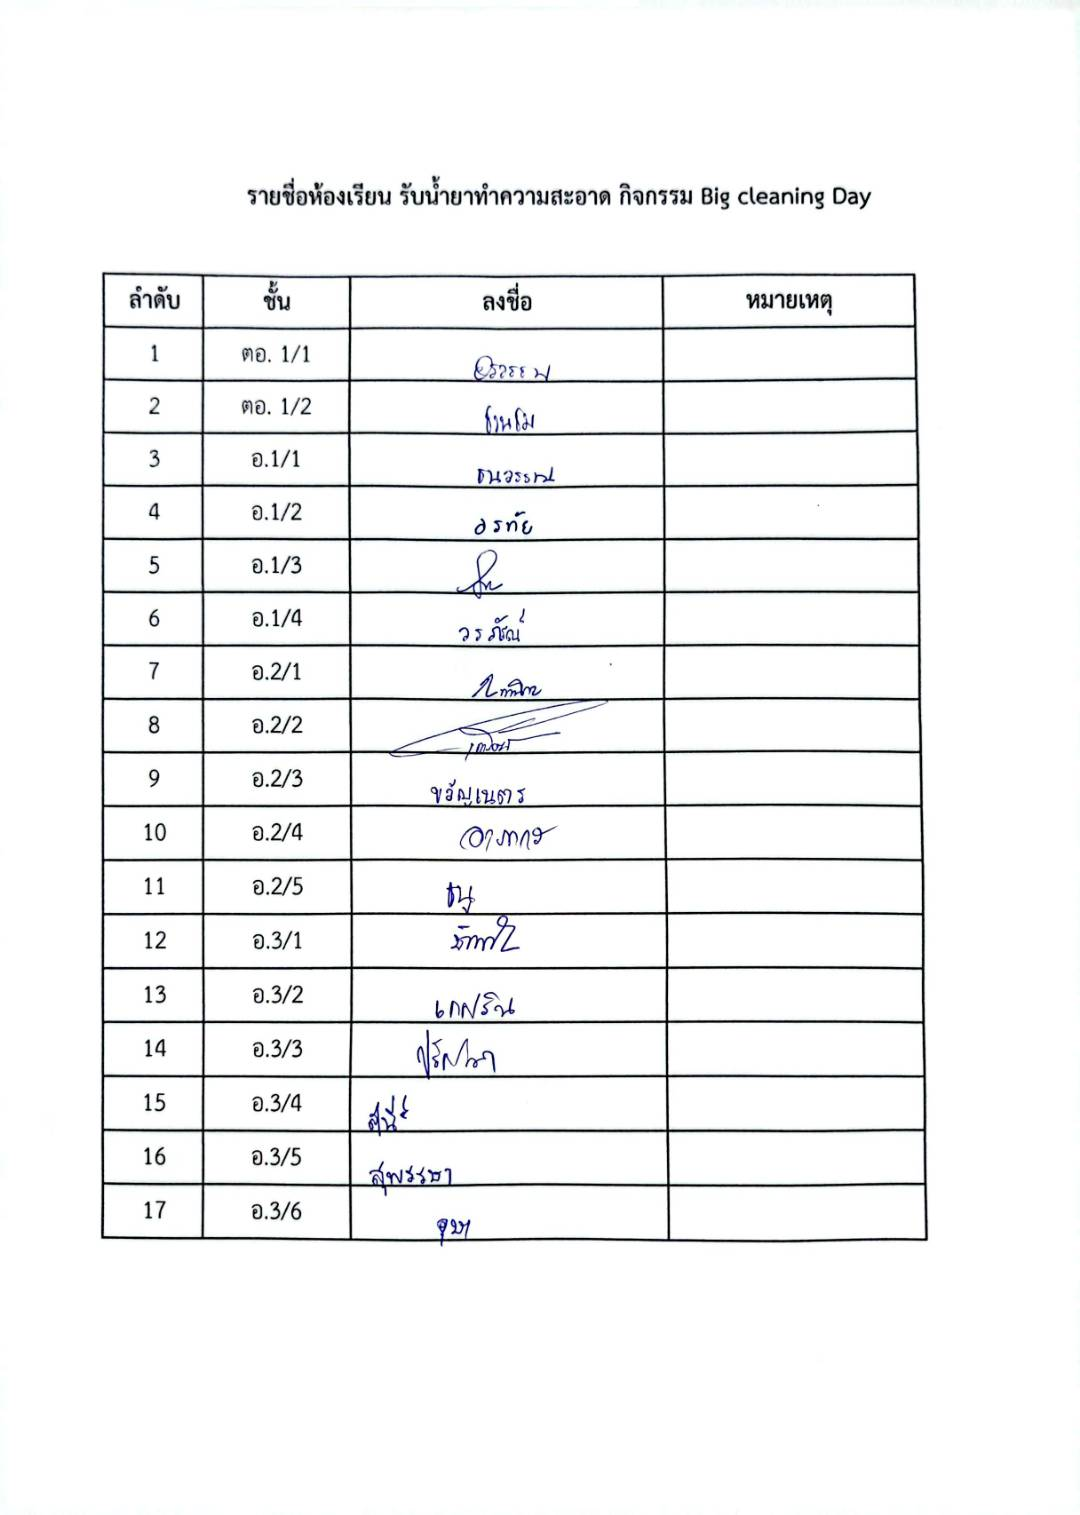 รายชื่อห้องเรียน รับน้ำยาทำความสะอาด กิจกรรม Big cleaning Day
ลำดับ ชั้น ลงชื่อ หมายเหตุ
1 ตอ. 1/1
2 ตอ. 1/2
3 อ.1/1 ธนวรรณ
4 อ.1/2 อรทัย
5 อ.1/3
6 อ.1/4
7 อ.2/1
8 อ.2/2
9 อ.2/3 ขวัญเนตร
10 อ.2/4
11 อ.2/5 ธนู
12 อ.3/1
13 อ.3/2 เกศริน
14 อ.3/3
15 อ.3/4
16 อ.3/5 สุพรรษา
17 อ.3/6